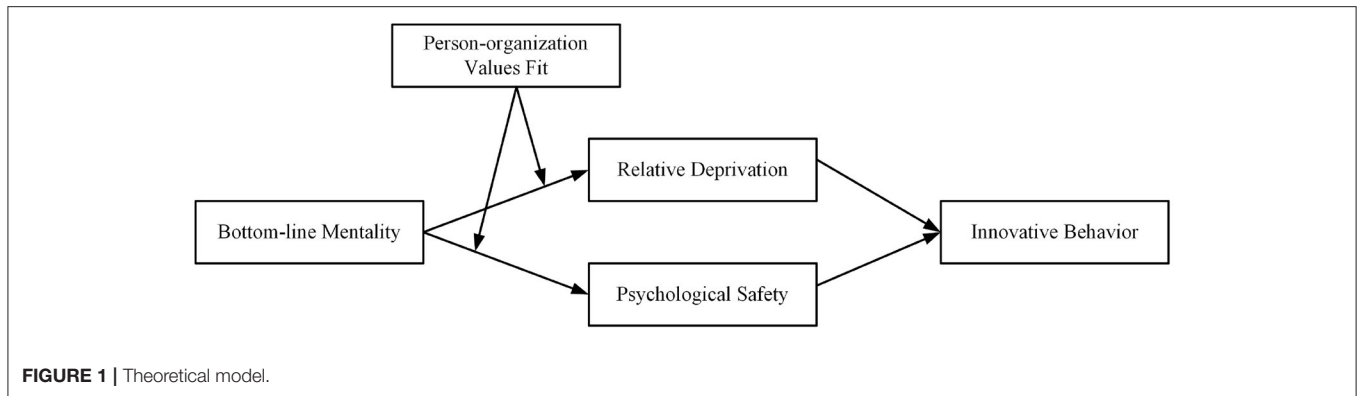 Person-organization
Values Fit
Relative Deprivation
Bottom-line Mentality
Innovative Behavior
Psychological Safety
FIGURE 1 | Theoretical model.